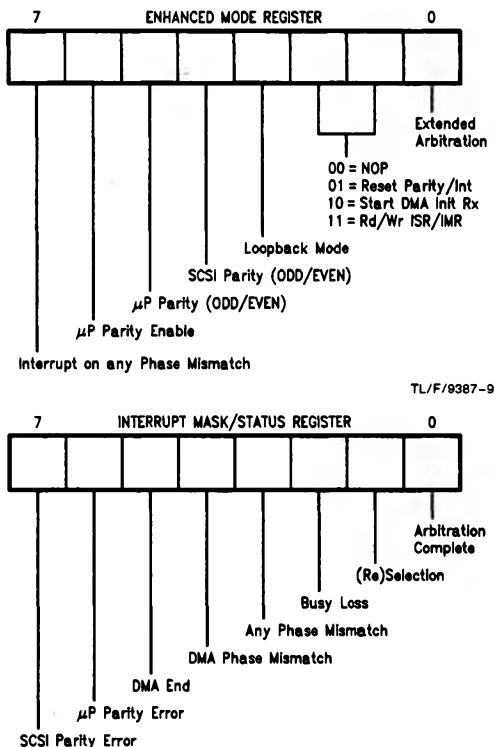 7 ENHANCED MODE REGISTER 0
Extended
Arbitration
00 = NOP
01 = Reset Parity/Int
10 = Start DMA Init Rx
11 = Rd/Wr ISR/IMR
Loopback Mode
SCSI Parity (ODD/EVEN)
μP Parity (ODD/EVEN)
μP Parity Enable
Interrupt on any Phase Mismatch
TL/F/9387-9
7 INTERRUPT MASK/STATUS REGISTER 0
Arbitration
Complete
(Re)Selection
Busy Loss
Any Phase Mismatch
DMA Phase Mismatch
DMA End
μP Parity Error
SCSI Parity Error